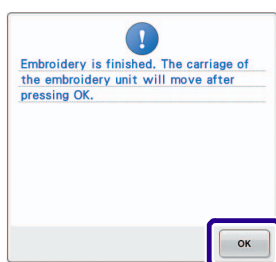 Embroidery is finished. The carriage of
the embroidery unit will move after
pressing OK.
OK